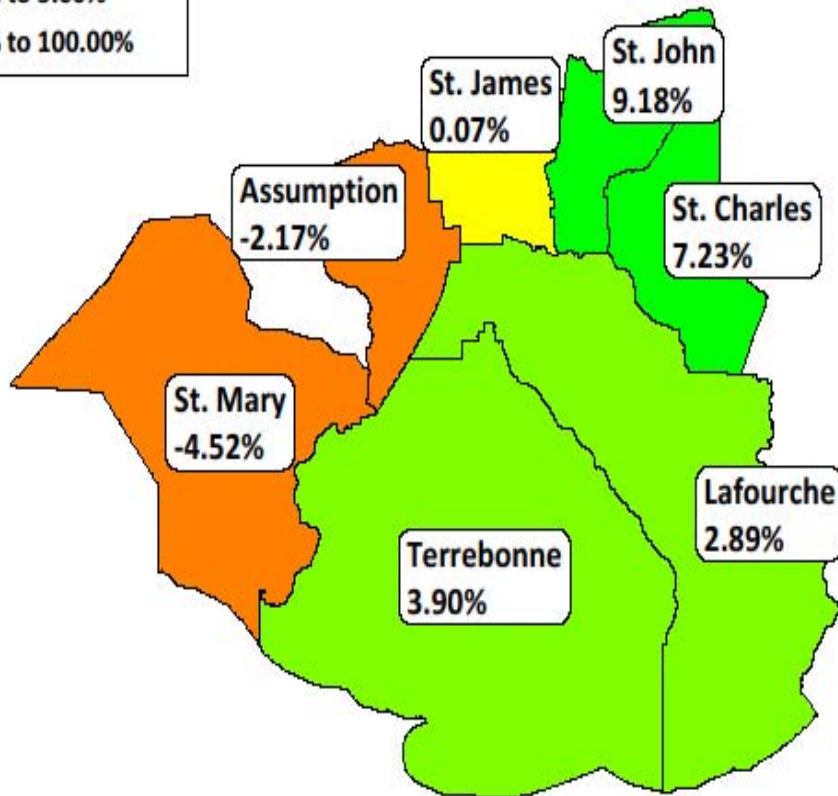 to 100.00%
St. John
9.18%
St. James
0.07%
Assumption
-2.17%
St. Charles
7.23%
St. Mary
-4.52%
Lafourche
2.89%
Terrebonne
3.90%